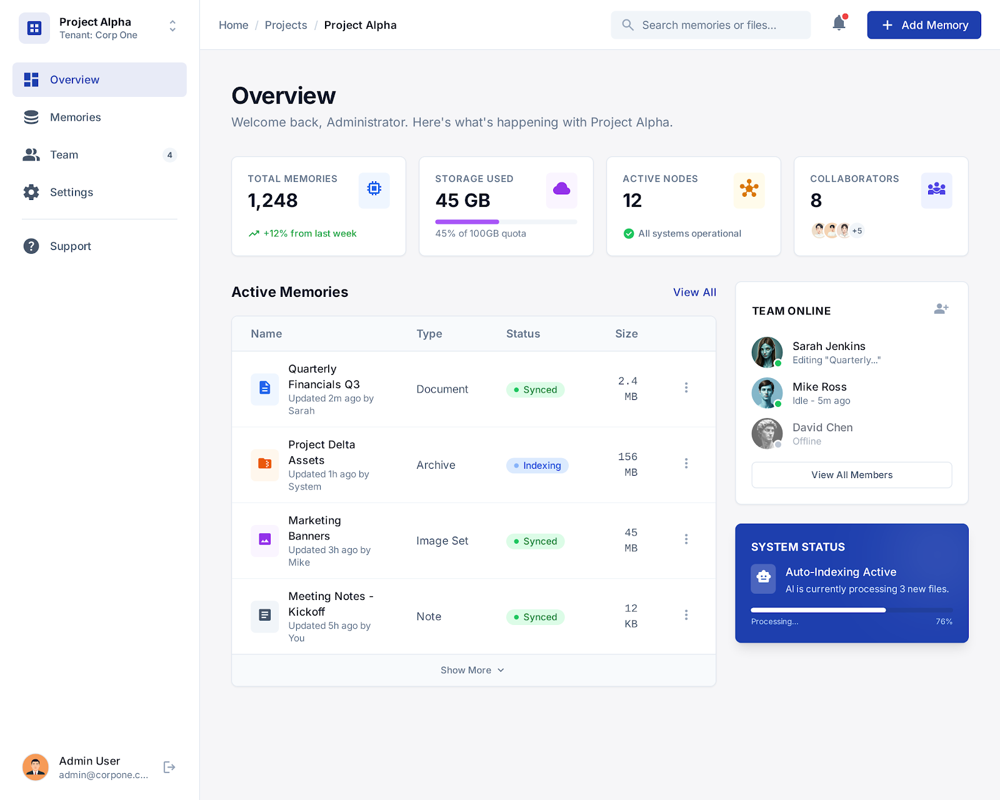 Project Alpha
Tenant: Corp One
Overview
Memories
Team
4
Settings
Support
Admin User
admin@corpone.c...
Home / Projects / Project Alpha
Search memories or files...
Add Memory
Overview
Welcome back, Administrator. Here's what's happening with Project Alpha.
TOTAL MEMORIES
1,248
+12% from last week
STORAGE USED
45 GB
45% of 100GB quota
ACTIVE NODES
12
All systems operational
COLLABORATORS
8
+5
Active Memories
View All
Name Type Status Size
Quarterly
Financials Q3
Updated 2m ago by
Sarah
Document
Synced
2.4
MB
Project Delta
Assets
Updated 1h ago by
System
Archive
Indexing
156
MB
Marketing
Banners
Updated 3h ago by
Mike
Image Set
Synced
45
MB
Meeting Notes -
Kickoff
Updated 5h ago by
You
Note
Synced
12
KB
Show More
TEAM ONLINE
Sarah Jenkins
Editing "Quarterly..."
Mike Ross
Idle - 5m ago
David Chen
Offline
View All Members
SYSTEM STATUS
Auto-Indexing Active
AI is currently processing 3 new files.
Processing...
76%